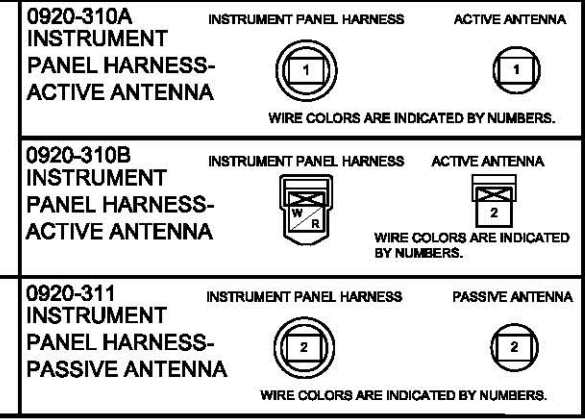 0920-310A
INSTRUMENT
PANEL HARNESS-
ACTIVE ANTENNA
INSTRUMENT PANEL HARNESS
ACTIVE ANTENNA
1
1
WIRE COLORS ARE INDICATED BY NUMBERS.
0920-310B
INSTRUMENT
PANEL HARNESS-
ACTIVE ANTENNA
INSTRUMENT PANEL HARNESS
ACTIVE ANTENNA
W
R
2
WIRE COLORS ARE INDICATED
BY NUMBERS.
0920-311
INSTRUMENT
PANEL HARNESS-
PASSIVE ANTENNA
INSTRUMENT PANEL HARNESS
PASSIVE ANTENNA
2
2
WIRE COLORS ARE INDICATED BY NUMBERS.